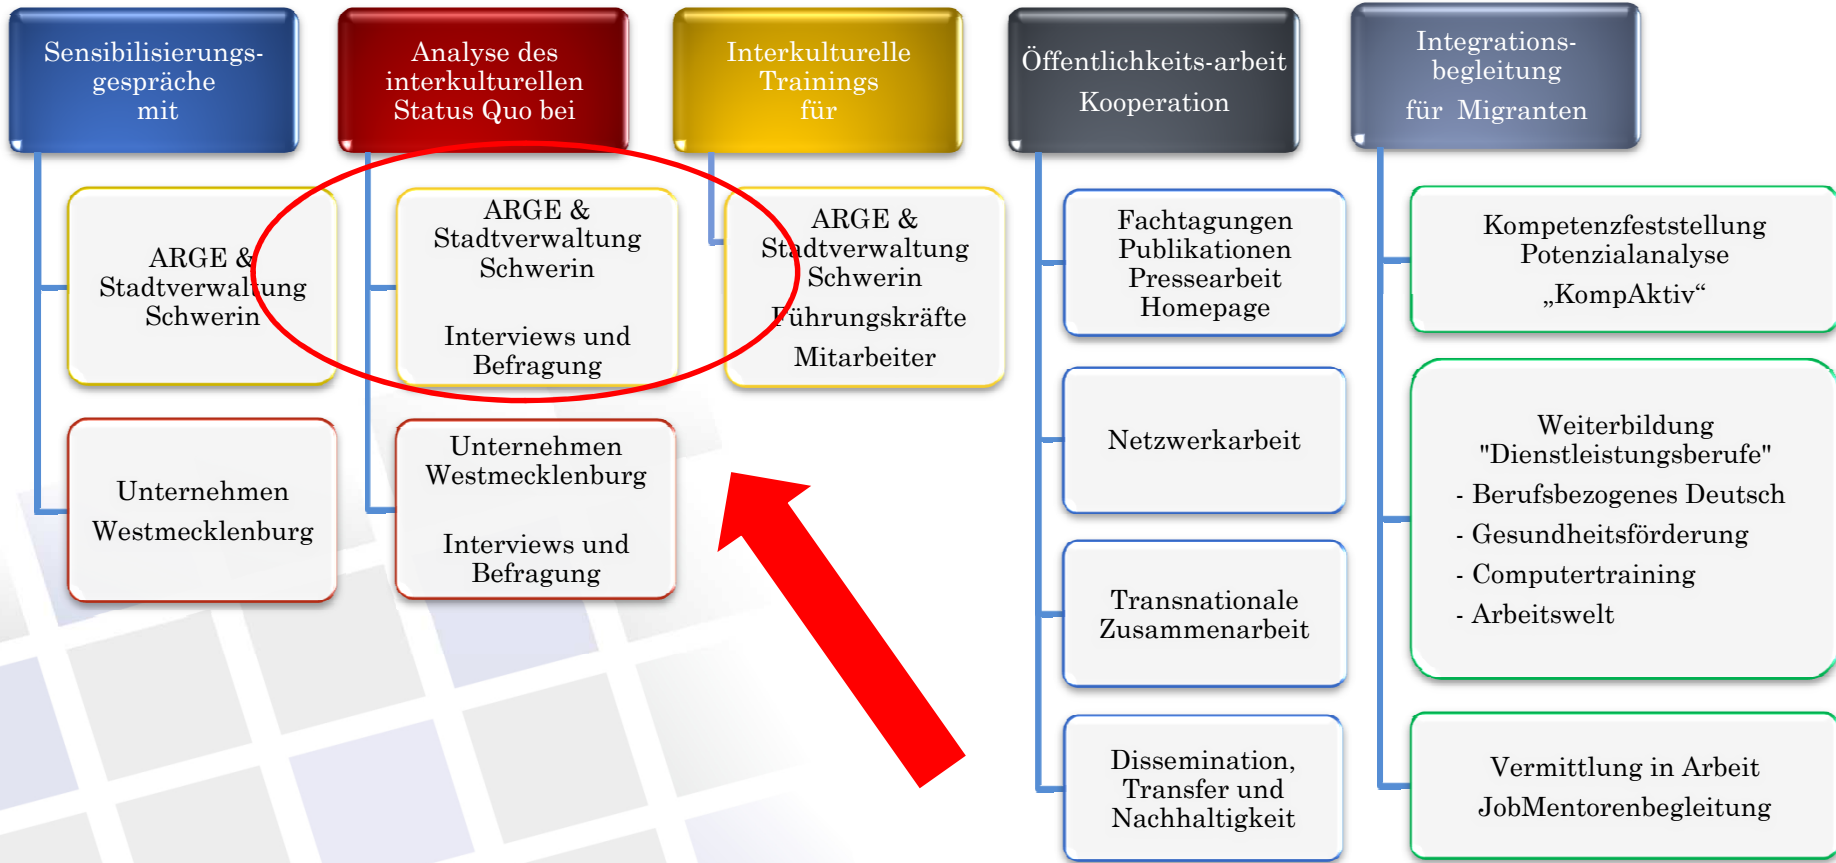 Sensibilisierungs-
gespräche
mit
ARGE &
Stadtverwaltung
Schwerin
Unternehmen
Westmecklenburg
Analyse des
interkulturellen
Status Quo bei
ARGE &
Stadtverwaltung
Schwerin
Interviews und
Befragung
Unternehmen
Westmecklenburg
Interviews und
Befragung
Interkulturelle
Trainings
für
ARGE &
Stadtverwaltung
Schwerin
Führungskräfte
Mitarbeiter
Öffentlichkeits-arbeit
Kooperation
Fachtagungen
Publikationen
Pressearbeit
Homepage
Netzwerkarbeit
Transnationale
Zusammenarbeit
Dissemination,
Transfer und
Nachhaltigkeit
Integrations-
begleitung
für Migranten
Kompetenzfeststellung
Potenzialanalyse
„KompAktiv“
Weiterbildung
"Dienstleistungsberufe"
- Berufsbezogenes Deutsch
- Gesundheitsförderung
- Computertraining
- Arbeitswelt
Vermittlung in Arbeit
JobMentorenbegleitung